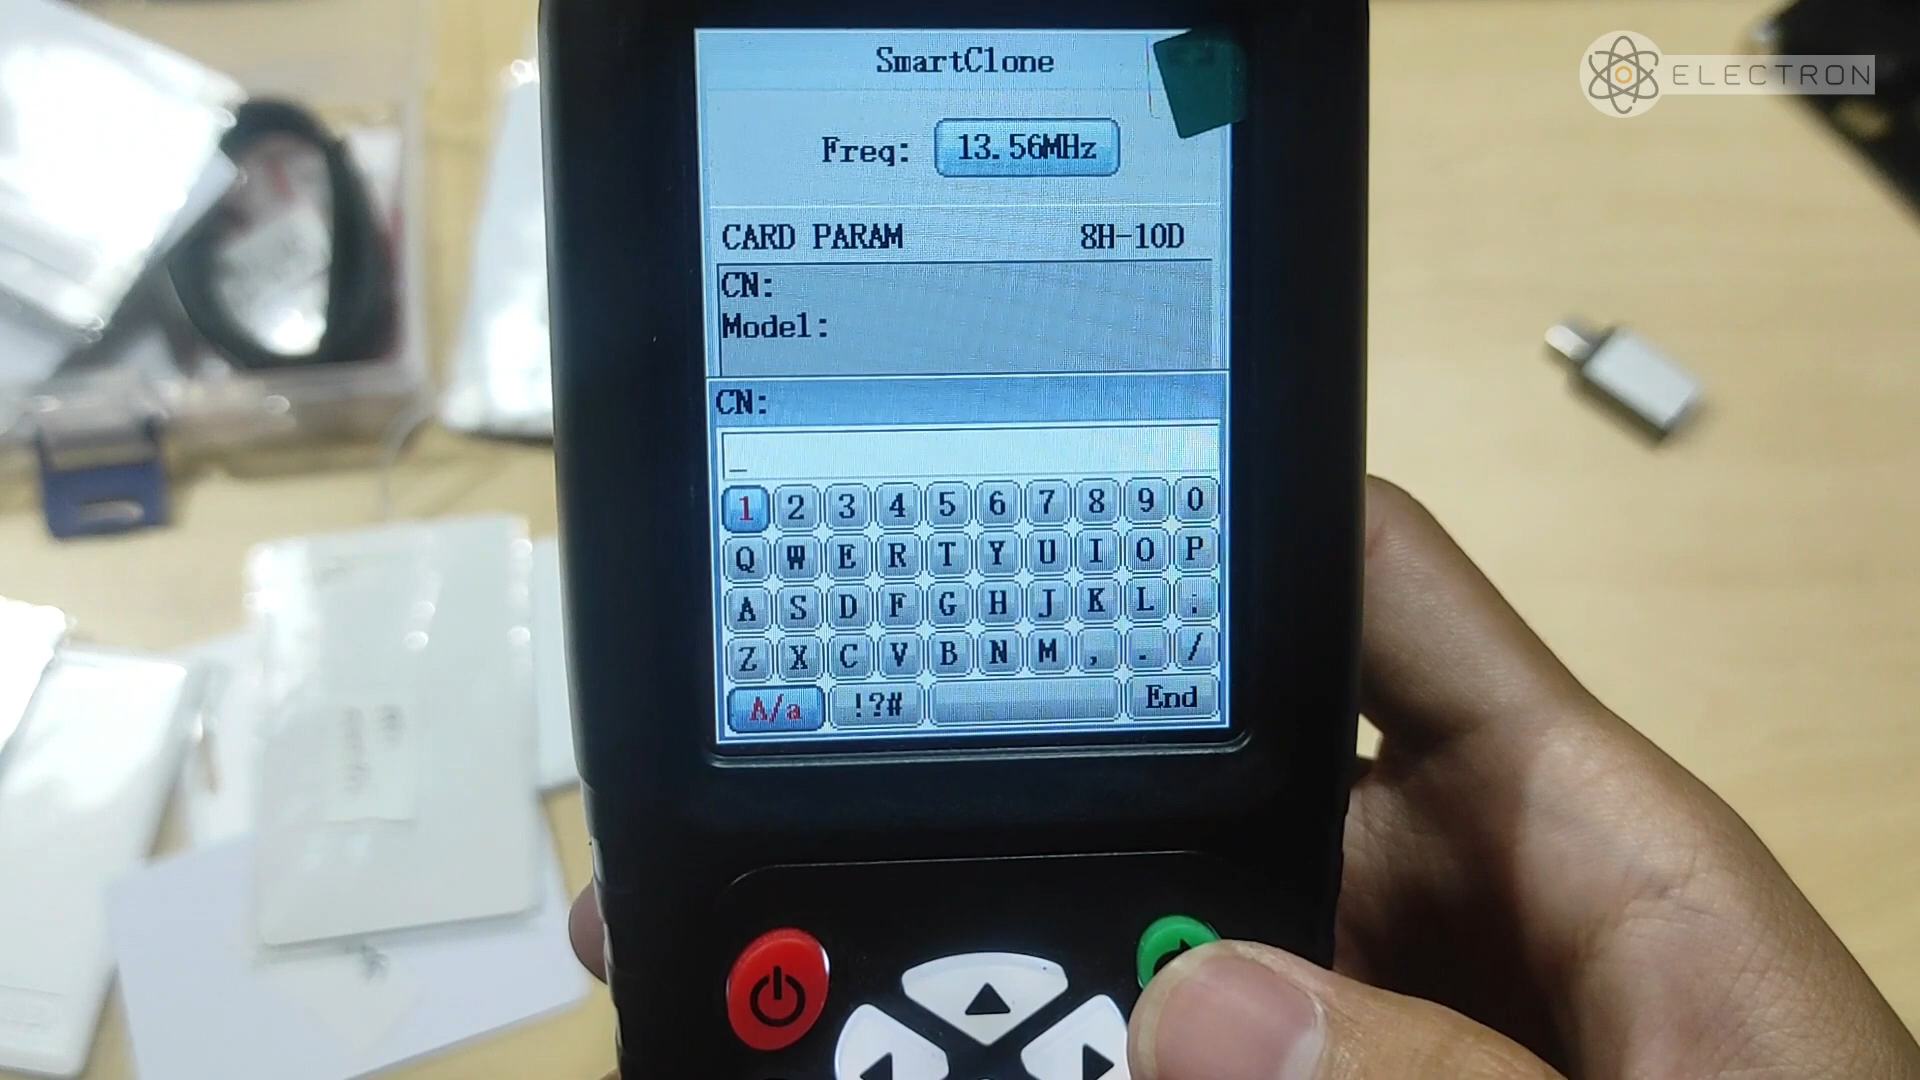 SmartClone
ELECTRON
Freq: 13.56MHz
CARD PARAM 8H-10D
CN:
Model:
CN:
_
1 2 3 4 5 6 7 8 9 0
Q W E R T Y U I O P
A S D F G H J K L ;
Z X C V B N M , . /
A/a !?# End